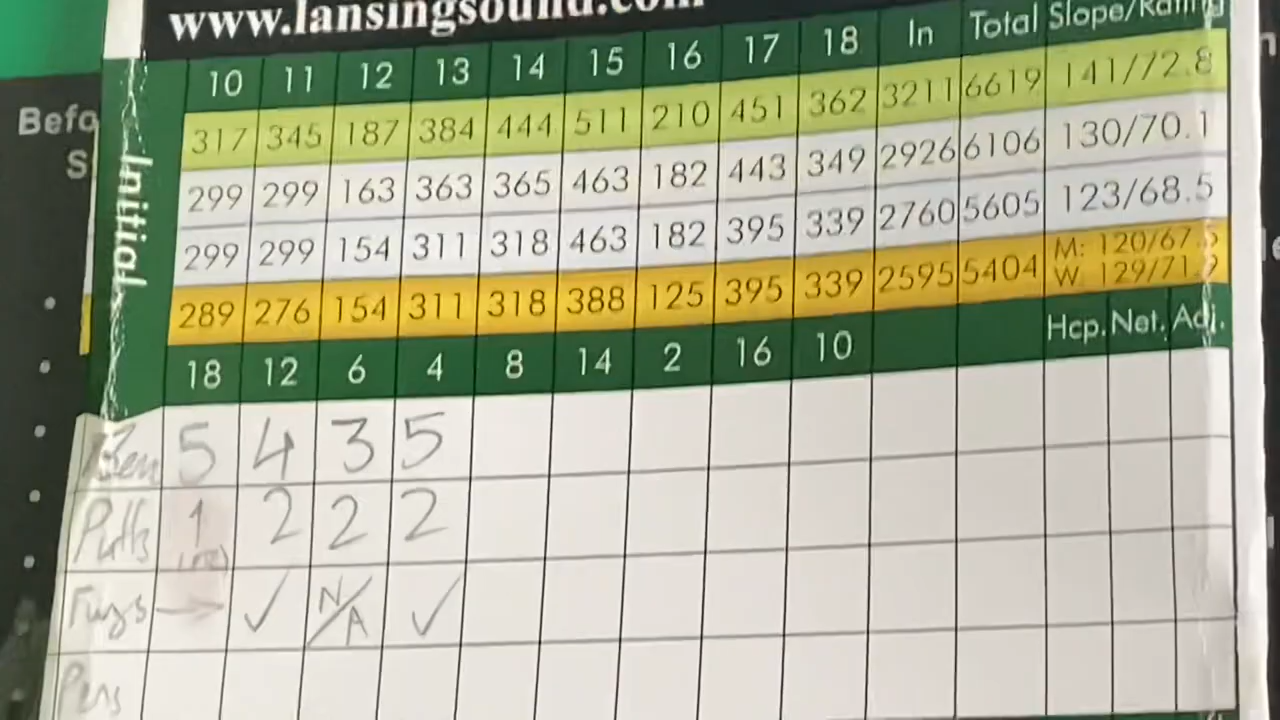 www.lansingsound.com
10 11 12 13 14 15 16 17 18 In Total Slope/Rating
317 345 187 384 444 511 210 451 362 3211 6619 141/72.8
299 299 163 363 365 463 182 443 349 2926 6106 130/70.1
299 299 154 311 318 463 182 395 339 2760 5605 123/68.5
289 276 154 311 318 388 125 395 339 2595 5404 M: 120/67.5
W. 129/71.9
Initial 18 12 6 4 8 14 2 16 10 Hcp. Net. Adj.
Ben 5 4 3 5
Putts 1 2 2 2
Fwys → ✓ N/A ✓
Pens
Befo
S